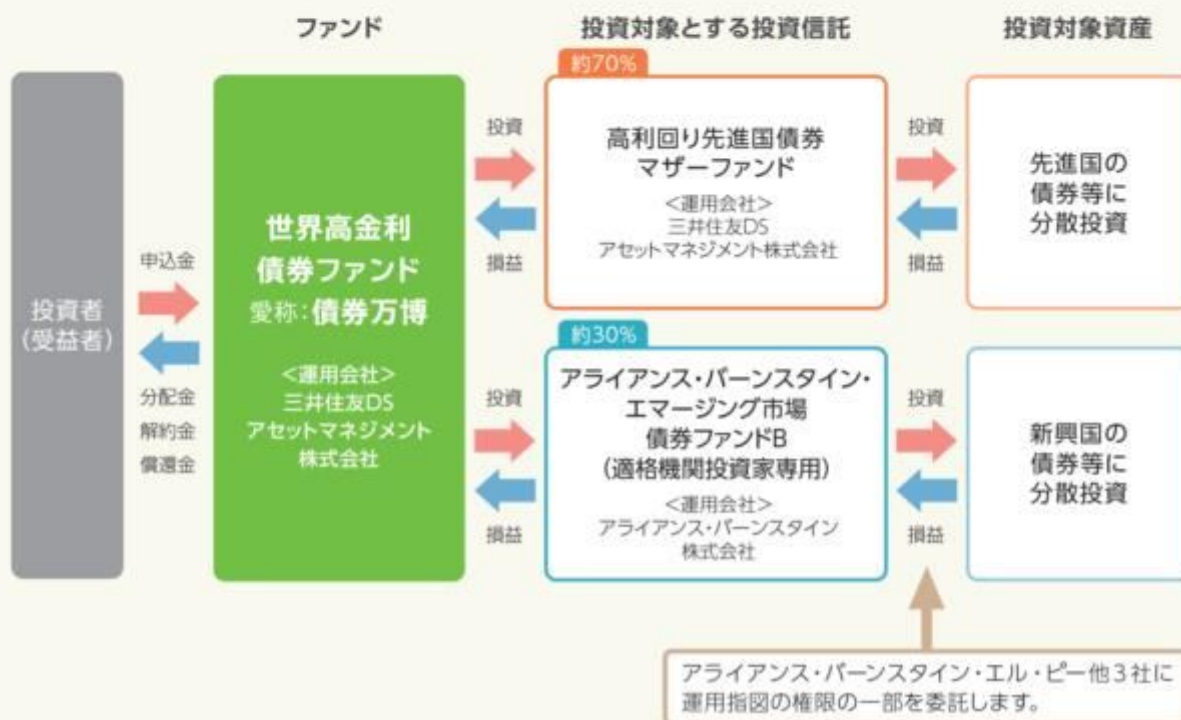 ファンド
投資対象とする投資信託
投資対象資産
投資者
(受益者)
申込金
分配金
解約金
償還金
世界高金利
債券ファンド
愛称:債券万博
<運用会社>
三井住友DS
アセットマネジメント
株式会社
投資
損益
約70%
高利回り先進国債券
マザーファンド
<運用会社>
三井住友DS
アセットマネジメント株式会社
投資
損益
先進国の
債券等に
分散投資
投資
損益
約30%
アライアンス・バーンスタイン・
エマージング市場
債券ファンドB
(適格機関投資家専用)
<運用会社>
アライアンス・バーンスタイン
株式会社
投資
損益
新興国の
債券等に
分散投資
アライアンス・バーンスタイン・エル・ピー他3社に
運用指図の権限の一部を委託します。